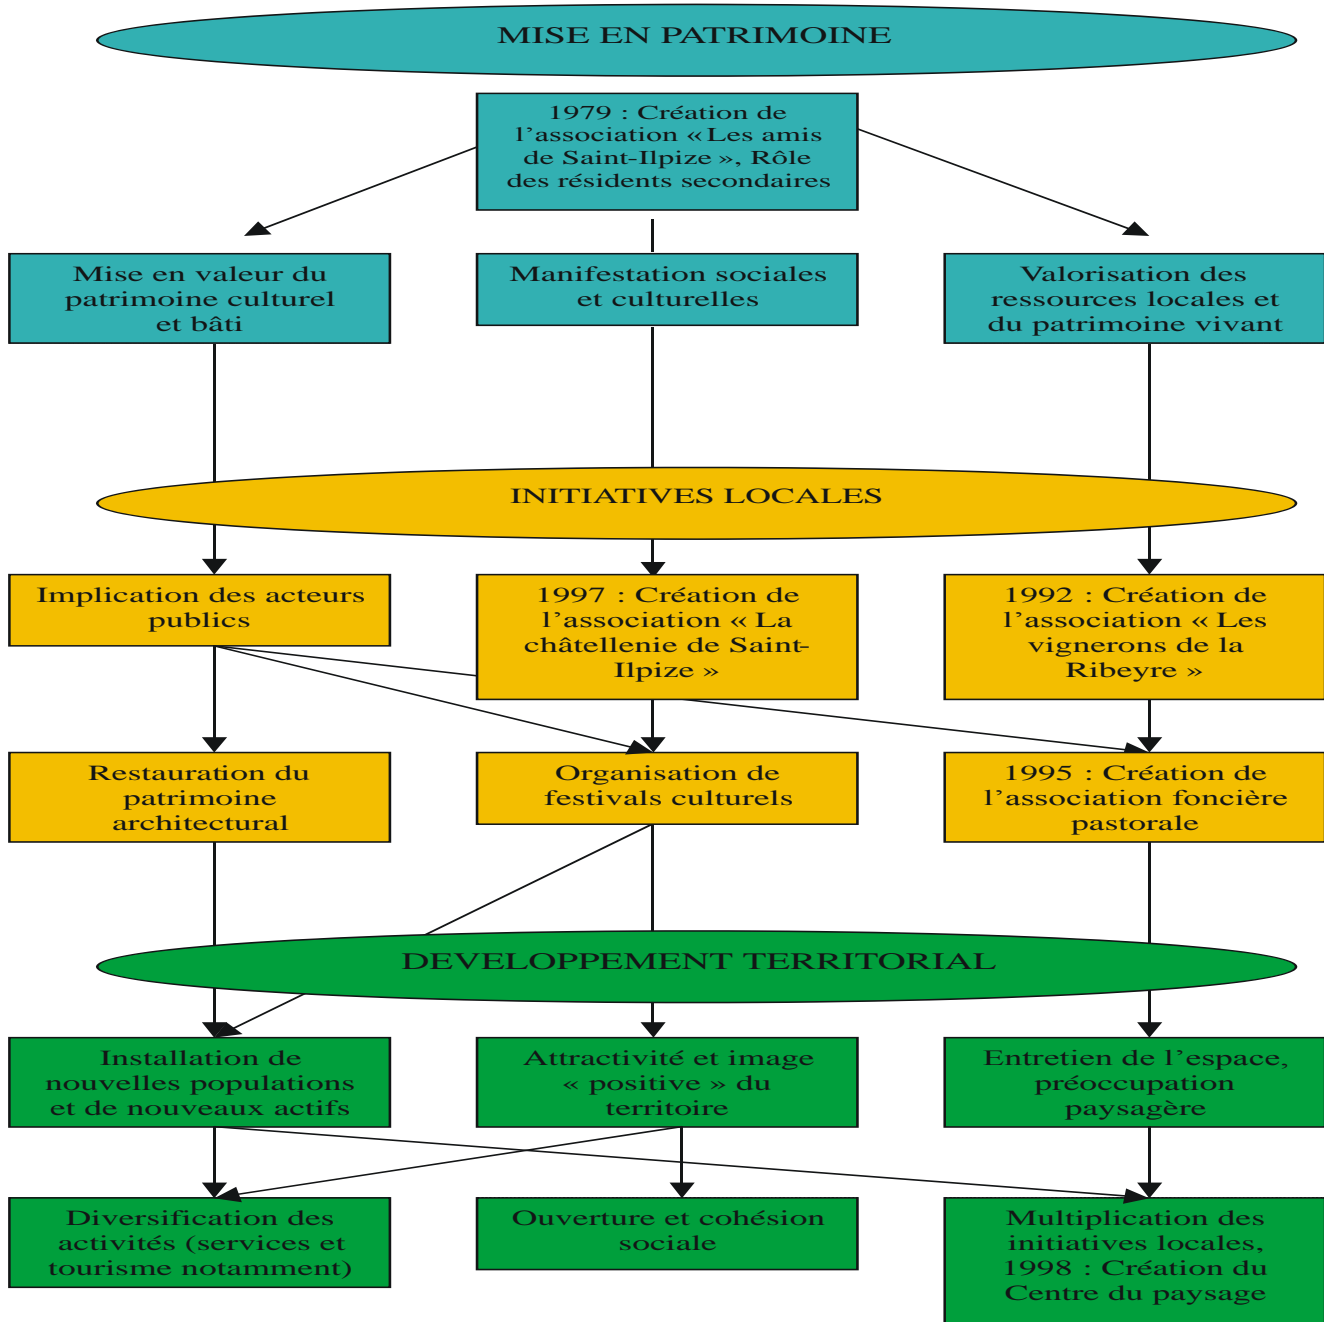 MISE EN PATRIMOINE
1979 : Création de
l'association « Les amis
de Saint-Ilpize », Rôle
des résidents secondaires
Mise en valeur du
patrimoine culturel
et bâti
Manifestation sociales
et culturelles
Valorisation des
ressources locales et
du patrimoine vivant
INITIATIVES LOCALES
Implication des acteurs
publics
1997 : Création de
l'association « La
châtellenie de Saint-
Ilpize »
1992 : Création de
l'association « Les
vignerons de la
Ribeyre »
Restauration du
patrimoine
architectural
Organisation de
festivals culturels
1995 : Création de
l'association foncière
pastorale
DEVELOPPEMENT TERRITORIAL
Installation de
nouvelles populations
et de nouveaux actifs
Attractivité et image
« positive » du
territoire
Entretien de l'espace,
préoccupation
paysagère
Diversification des
activités (services et
tourisme notamment)
Ouverture et cohésion
sociale
Multiplication des
initiatives locales,
1998 : Création du
Centre du paysage